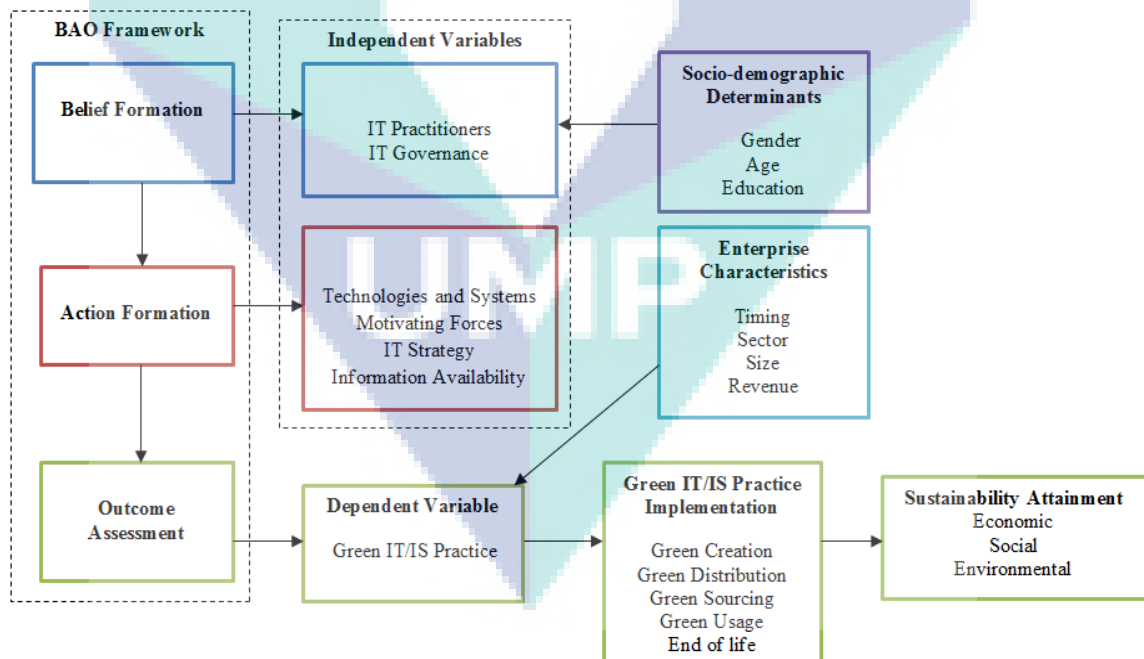 BAO Framework
Belief Formation
Action Formation
Outcome
Assessment
Independent Variables
IT Practitioners
IT Governance
Technologies and Systems
Motivating Forces
IT Strategy
Information Availability
Socio-demographic
Determinants
Gender
Age
Education
Enterprise
Characteristics
Timing
Sector
Size
Revenue
UMP
Dependent Variable
Green IT/IS Practice
Green IT/IS Practice
Implementation
Green Creation
Green Distribution
Green Sourcing
Green Usage
End of life
Sustainability Attainment
Economic
Social
Environmental